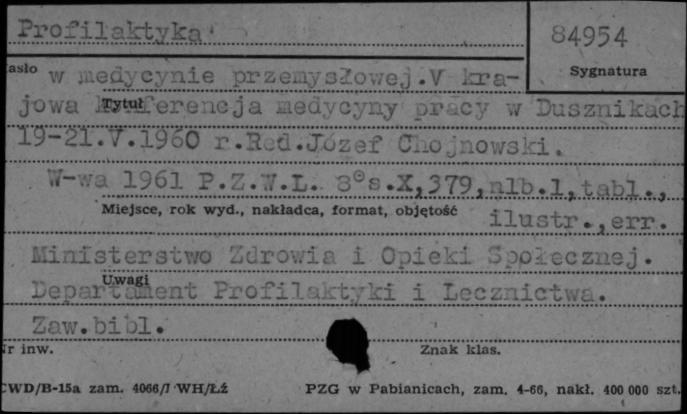 Profilaktyka
84954
asło w medycynie przemysłowej.V kra-
Sygnatura
jowa konferencja medycyny pracy w Dusznikach
Tytuł
19-21.V.1960 r.Red.Józef Chojnowski.
W-wa 1961 P.Z.W.L. 8°s.X,379,nlb.1,tabl.,
Miejsce, rok wyd., nakładca, format, objętość
ilustr.,err.
Ministerstwo Zdrowia i Opieki Społecznej.
Uwagi
Departament Profilaktyki i Lecznictwa.
Zaw.bibl.
r inw. Znak klas.
CWD/B-15a zam. 4066/I WH/ŁŹ PZG w Pabianicach, zam. 4-66, nakł. 400 000 szt.